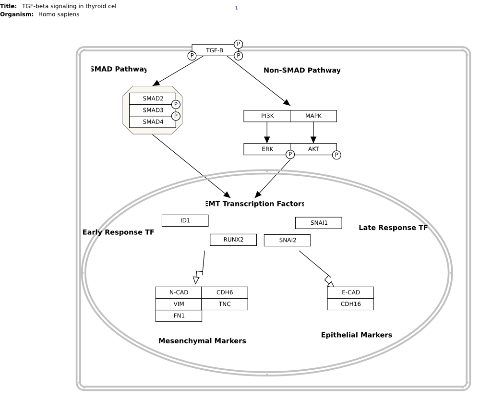 Title: TGF-beta signaling in thyroid cel
Organism: Homo sapiens
1
TGF-B
P
P
P
SMAD Pathway
Non-SMAD Pathway
SMAD2
P
SMAD3
P
SMAD4
PI3K
MAPK
ERK
P
AKT
P
EMT Transcription Factors
ID1
SNAI1
Early Response TF
Late Response TF
RUNX2
SNAI2
N-CAD
CDH6
VIM
TNC
FN1
E-CAD
CDH16
Epithelial Markers
Mesenchymal Markers